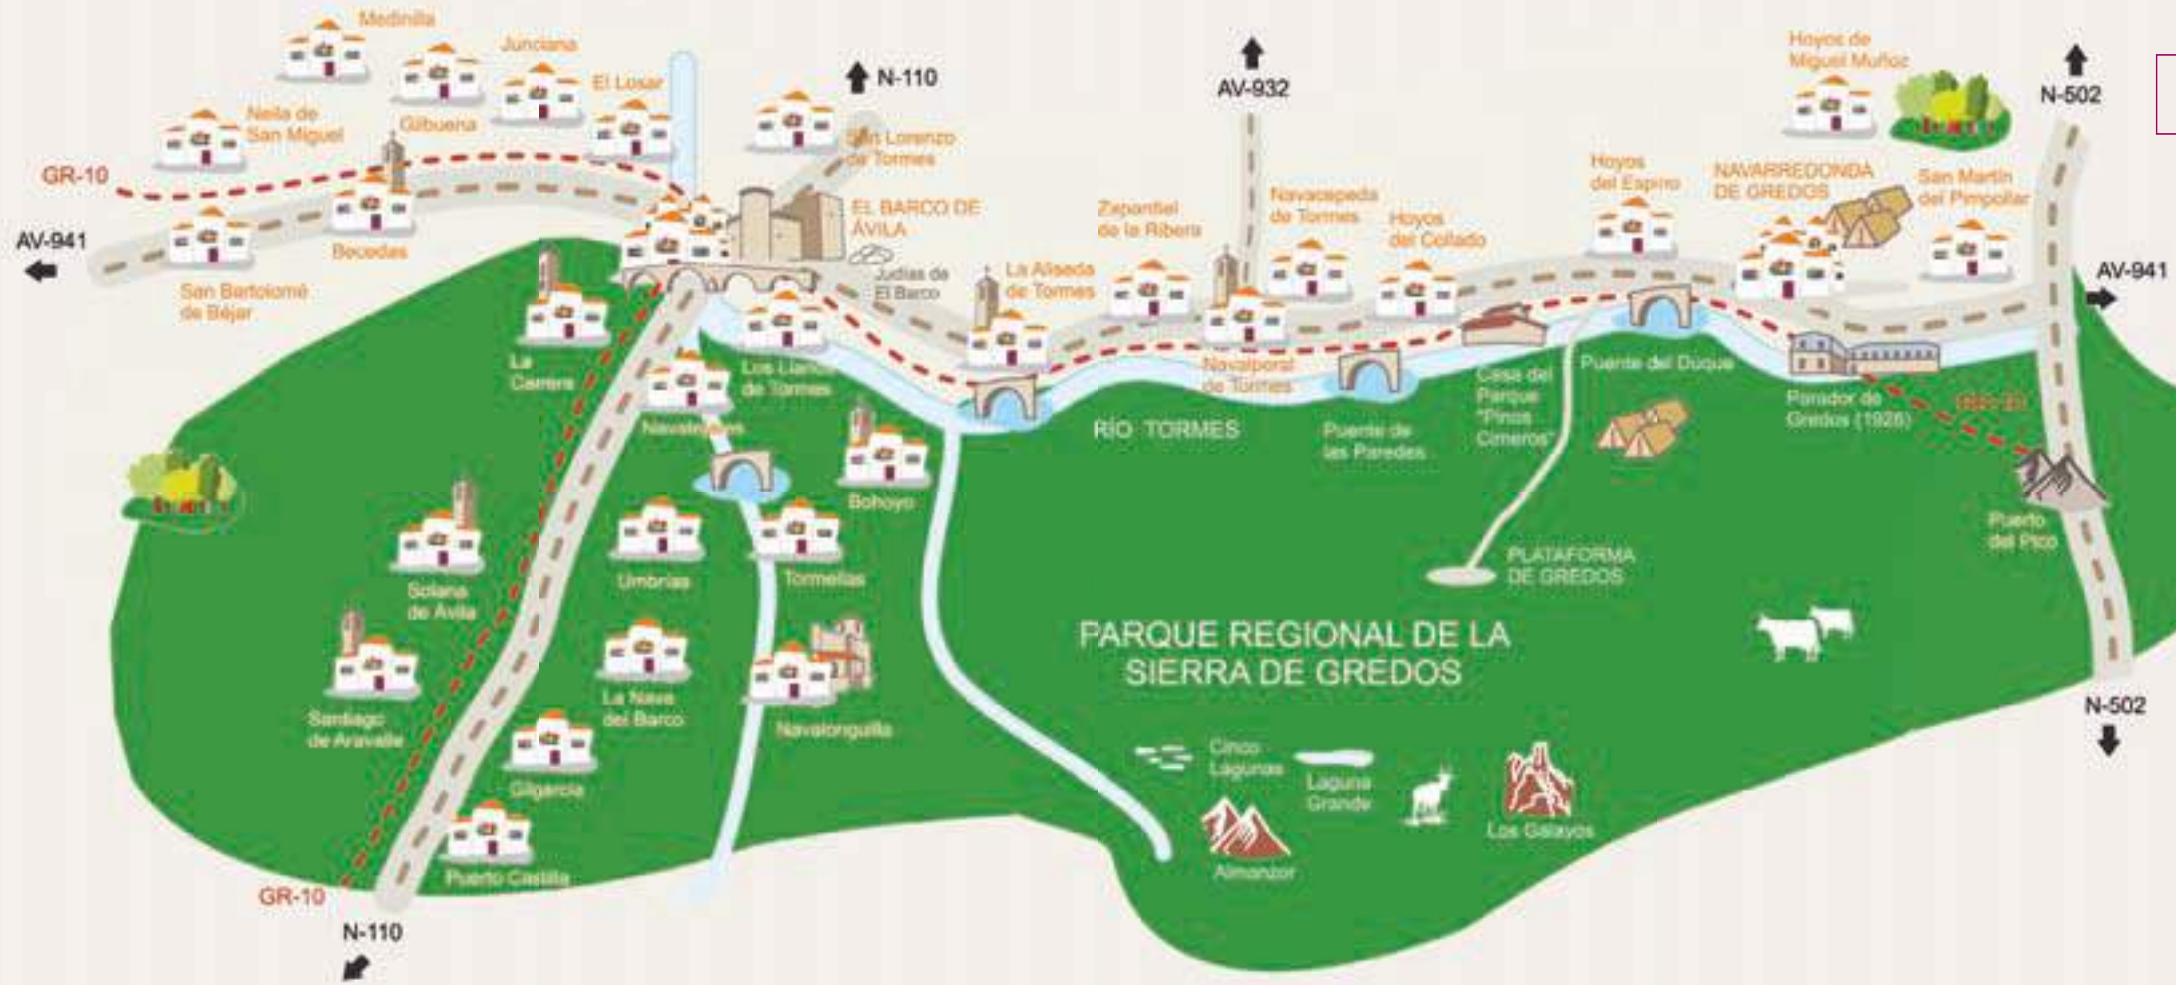 Medinilla
Junciana
El Losar
Neila de
San Miguel
Gilbuena
GR-10
AV-941
Becedas
San Bartolomé
de Béjar
N-110
San Lorenzo
de Tormes
EL BARCO DE
ÁVILA
Judías de
El Barco
La Aliseda
de Tormes
Zapardiel
de la Ribera
AV-932
Navacepeda
de Tormes
Hoyos
del Collado
Hoyos
del Espino
NAVARREDONDA
DE GREDOS
Hoyos de
Miguel Muñoz
San Martín
del Pimpollar
N-502
AV-941
La
Carrera
Los Llanos
de Tormes
Navatejares
Navalperal
de Tormes
RÍO TORMES
Puente de
las Paredes
Casa del
Parque
"Pinos
Cimeros"
Puente del Duque
Parador de
Gredos (1926)
GR-10
Puerto
del Pico
Bohoyo
Solana
de Ávila
Umbrías
Tormellas
PLATAFORMA
DE GREDOS
PARQUE REGIONAL DE LA
SIERRA DE GREDOS
Santiago
de Aravalle
La Nava
del Barco
Navalonguilla
Gilgarcía
Puerto Castilla
Cinco
Lagunas
Laguna
Grande
Los Galayos
Almanzor
N-502
GR-10
N-110